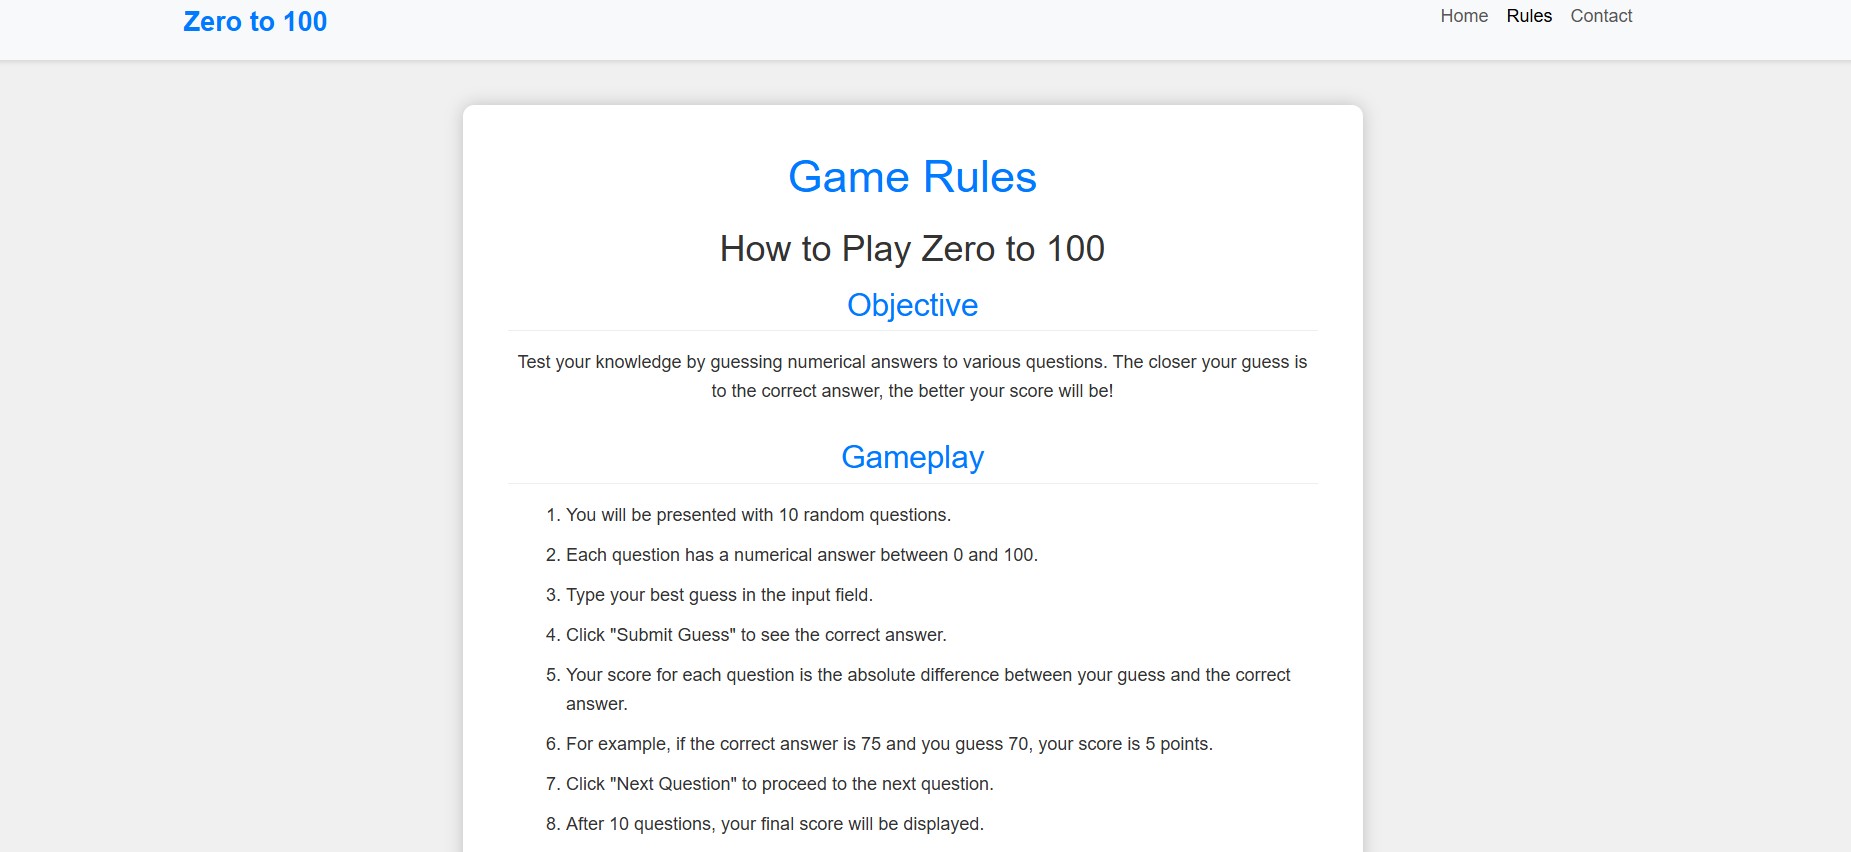 Zero to 100
Home Rules Contact
Game Rules
How to Play Zero to 100
Objective
Test your knowledge by guessing numerical answers to various questions. The closer your guess is
to the correct answer, the better your score will be!
Gameplay
1. You will be presented with 10 random questions.
2. Each question has a numerical answer between 0 and 100.
3. Type your best guess in the input field.
4. Click "Submit Guess" to see the correct answer.
5. Your score for each question is the absolute difference between your guess and the correct
answer.
6. For example, if the correct answer is 75 and you guess 70, your score is 5 points.
7. Click "Next Question" to proceed to the next question.
8. After 10 questions, your final score will be displayed.